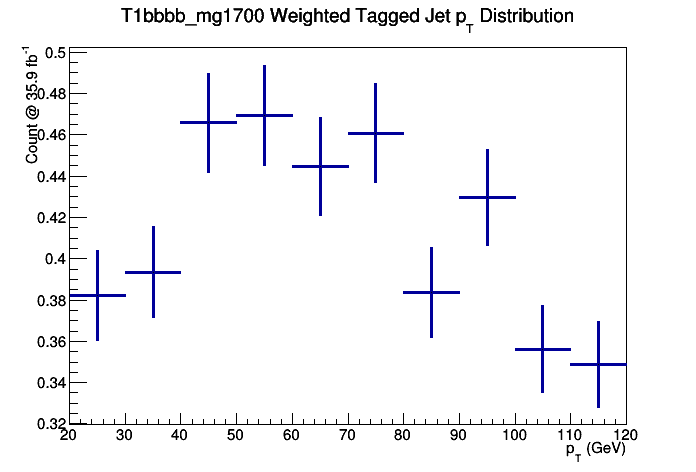 T1bbbb_mg1700 Weighted Tagged Jet p_T Distribution
Count @ 35.9 fb^-1
0.5
0.48
0.46
0.44
0.42
0.4
0.38
0.36
0.34
0.32
20 30 40 50 60 70 80 90 100 110 120
p_T (GeV)